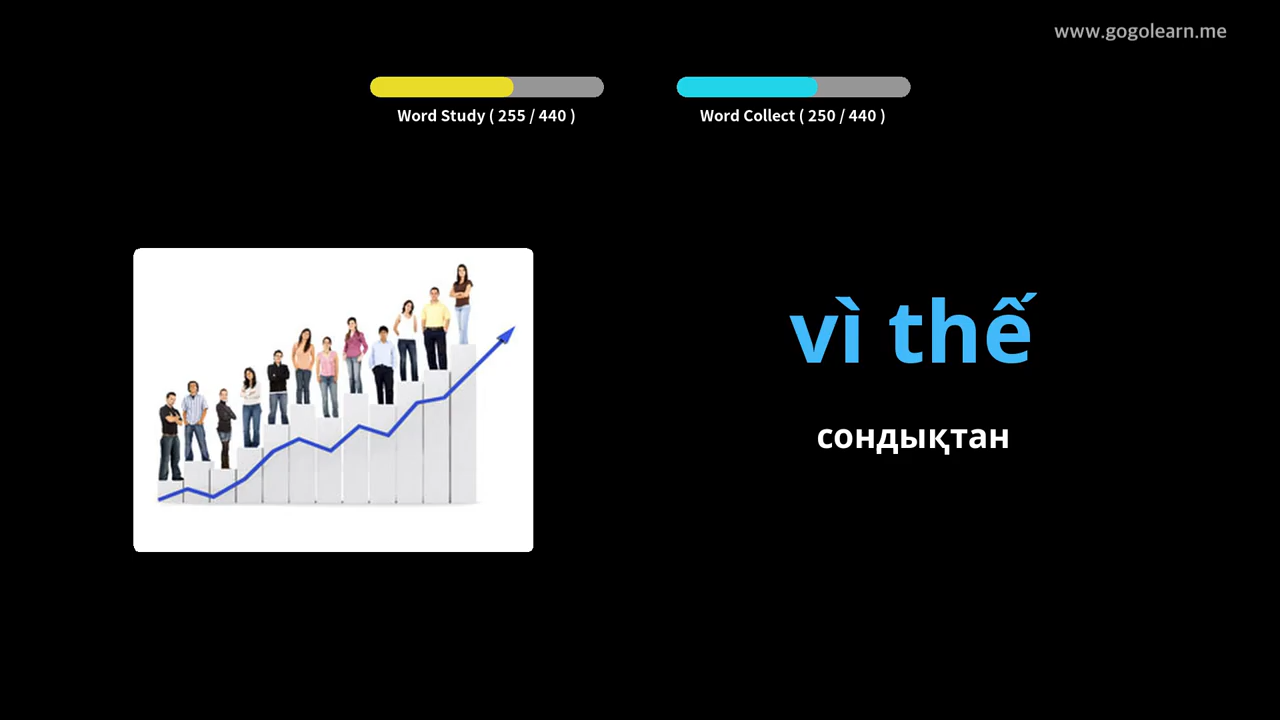 www.gogolearn.me
Word Study ( 255 / 440 )
Word Collect ( 250 / 440 )
vì thế
сондықтан